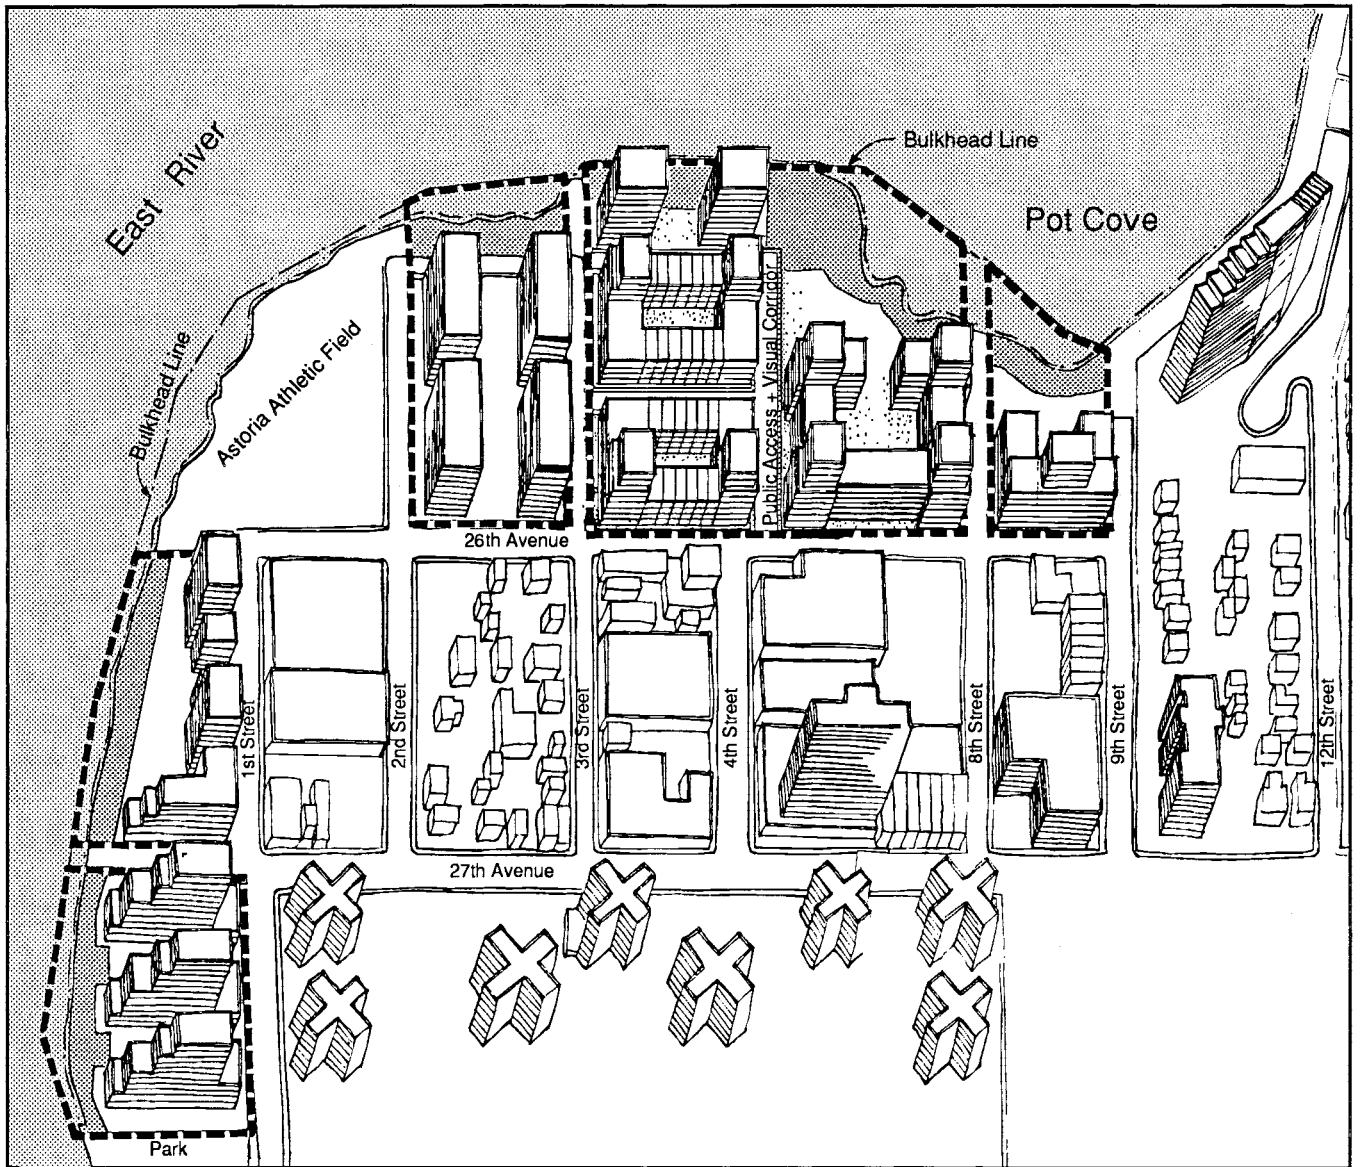 East River
Bulkhead Line
Pot Cove
Bulkhead Line
Astoria Athletic Field
Public Access + Visual Corridor
26th Avenue
1st Street
2nd Street
3rd Street
4th Street
8th Street
9th Street
12th Street
27th Avenue
Park